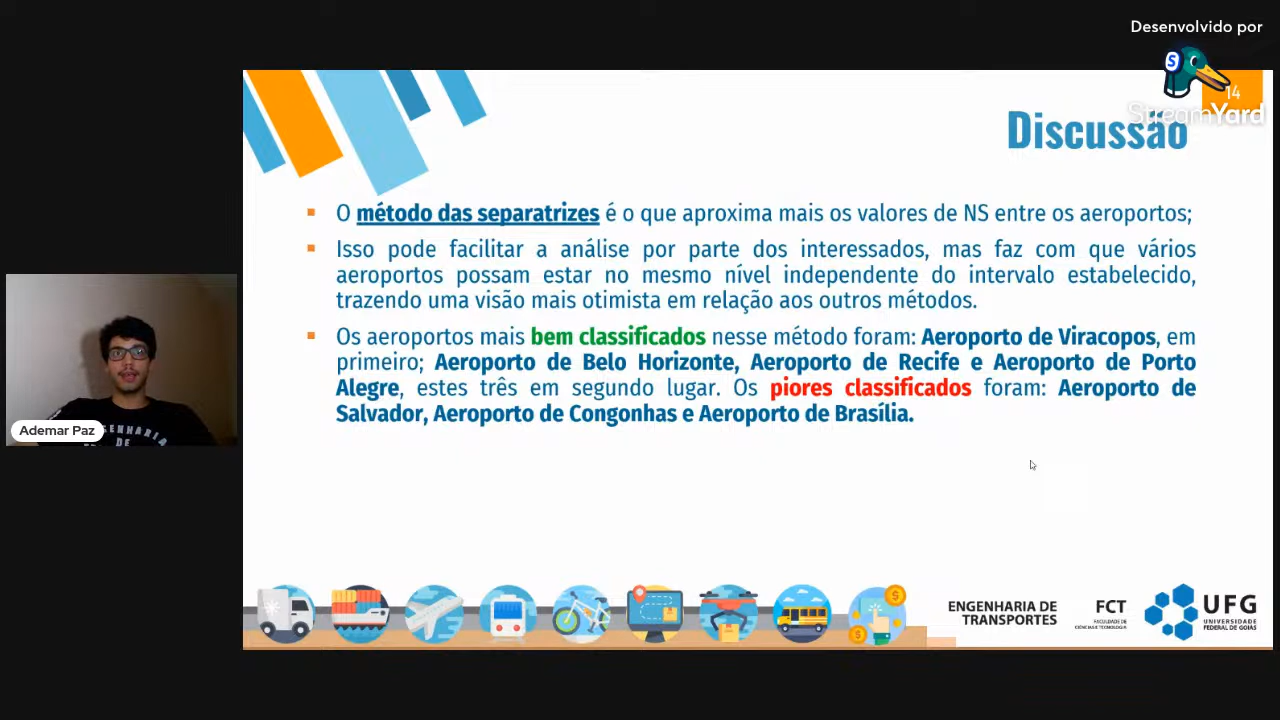 Desenvolvido por
StreamYard
14
Discussão
▪ O método das separatrizes é o que aproxima mais os valores de NS entre os aeroportos;
▪ Isso pode facilitar a análise por parte dos interessados, mas faz com que vários
aeroportos possam estar no mesmo nível independente do intervalo estabelecido,
trazendo uma visão mais otimista em relação aos outros métodos.
▪ Os aeroportos mais bem classificados nesse método foram: Aeroporto de Viracopos, em
primeiro; Aeroporto de Belo Horizonte, Aeroporto de Recife e Aeroporto de Porto
Alegre, estes três em segundo lugar. Os piores classificados foram: Aeroporto de
Salvador, Aeroporto de Congonhas e Aeroporto de Brasília.
Ademar Paz
ENGENHARIA
DE
ENGENHARIA DE
TRANSPORTES
FCT
FACULDADE DE
CIÊNCIA E TECNOLOGIA
UFG
UNIVERSIDADE
FEDERAL DE GOIÁS